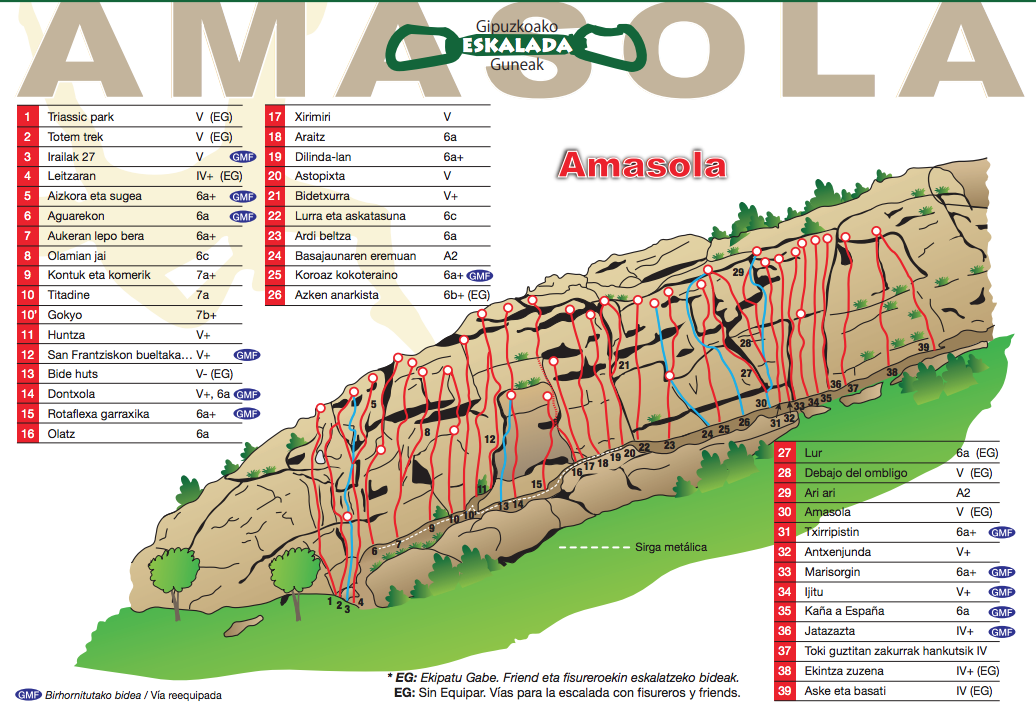 AMASOLA
Gipuzkoako
ESKALADA
Guneak
Amasola
1 Triassic park V (EG)
2 Totem trek V (EG)
3 Irailak 27 V GMF
4 Leitzaran IV+ (EG)
5 Aizkora eta sugea 6a+ GMF
6 Aguarekon 6a GMF
7 Aukeran lepo bera 6a+
8 Olamian jai 6c
9 Kontuk eta komerik 7a+
10 Titadine 7a
10' Gokyo 7b+
11 Huntza V+
12 San Frantziskon bueltaka... V+ GMF
13 Bide huts V- (EG)
14 Dontxola V+, 6a GMF
15 Rotaflexa garraxika 6a+ GMF
16 Olatz 6a
17 Xirimiri V
18 Araitz 6a
19 Dilinda-lan 6a+
20 Astopixta V
21 Bidetxurra V+
22 Lurra eta askatasuna 6c
23 Ardi beltza 6a
24 Basajaunaren eremuan A2
25 Koroaz kokoteraino 6a+ GMF
26 Azken anarkista 6b+ (EG)
29
28
21
27
39
38
36
37
5
30
35
34
33
32
31
8
26
25
24
12
23
22
20
19
18
17
16
15
11
14
13
10'
10
9
7
6
1
2
3
4
Sirga metálica
27 Lur 6a (EG)
28 Debajo del ombligo V (EG)
29 Ari ari A2
30 Amasola V (EG)
31 Txirripistin 6a+ GMF
32 Antxenjunda V+
33 Marisorgin 6a+ GMF
34 Ijitu V+ GMF
35 Kaña a España 6a GMF
36 Jatazazta IV+ GMF
37 Toki guztitan zakurrak hankutsik IV
38 Ekintza zuzena IV+ (EG)
39 Aske eta basati IV (EG)
GMF Birhornitutako bidea / Vía reequipada
* EG: Ekipatu Gabe. Friend eta fisureroekin eskalatzeko bideak.
EG: Sin Equipar. Vías para la escalada con fisureros y friends.